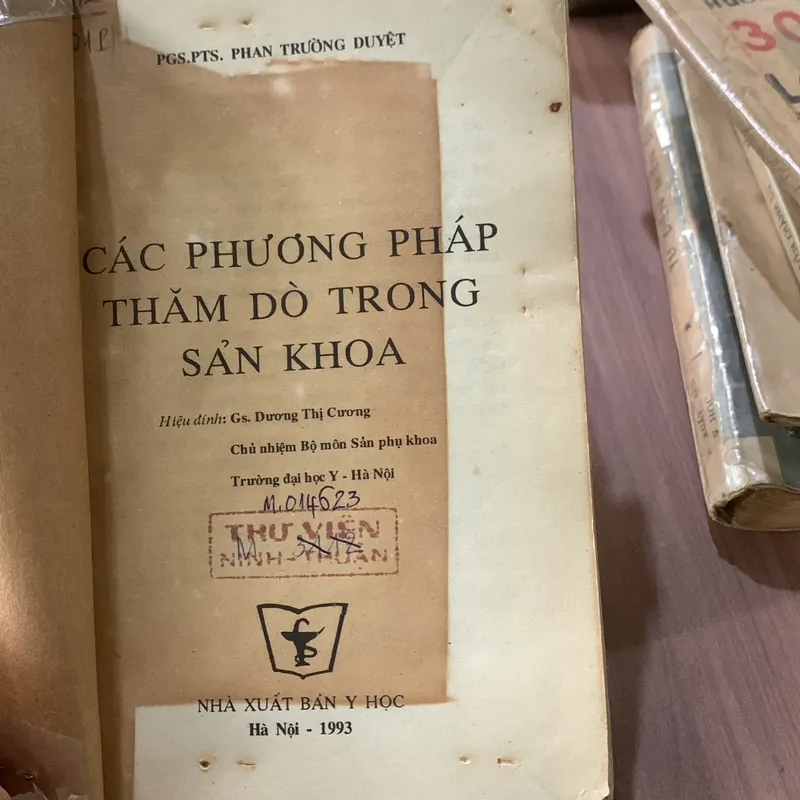 PGS.PTS. PHAN TRƯỜNG DUYỆT
CÁC PHƯƠNG PHÁP
THĂM DÒ TRONG
SẢN KHOA
Hiệu đính: Gs. Dương Thị Cương
Chủ nhiệm Bộ môn Sản phụ khoa
Trường đại học Y - Hà Nội
M.014623
THƯ VIỆN
NINH-THUẬN
NHÀ XUẤT BẢN Y HỌC
Hà Nội - 1993
30